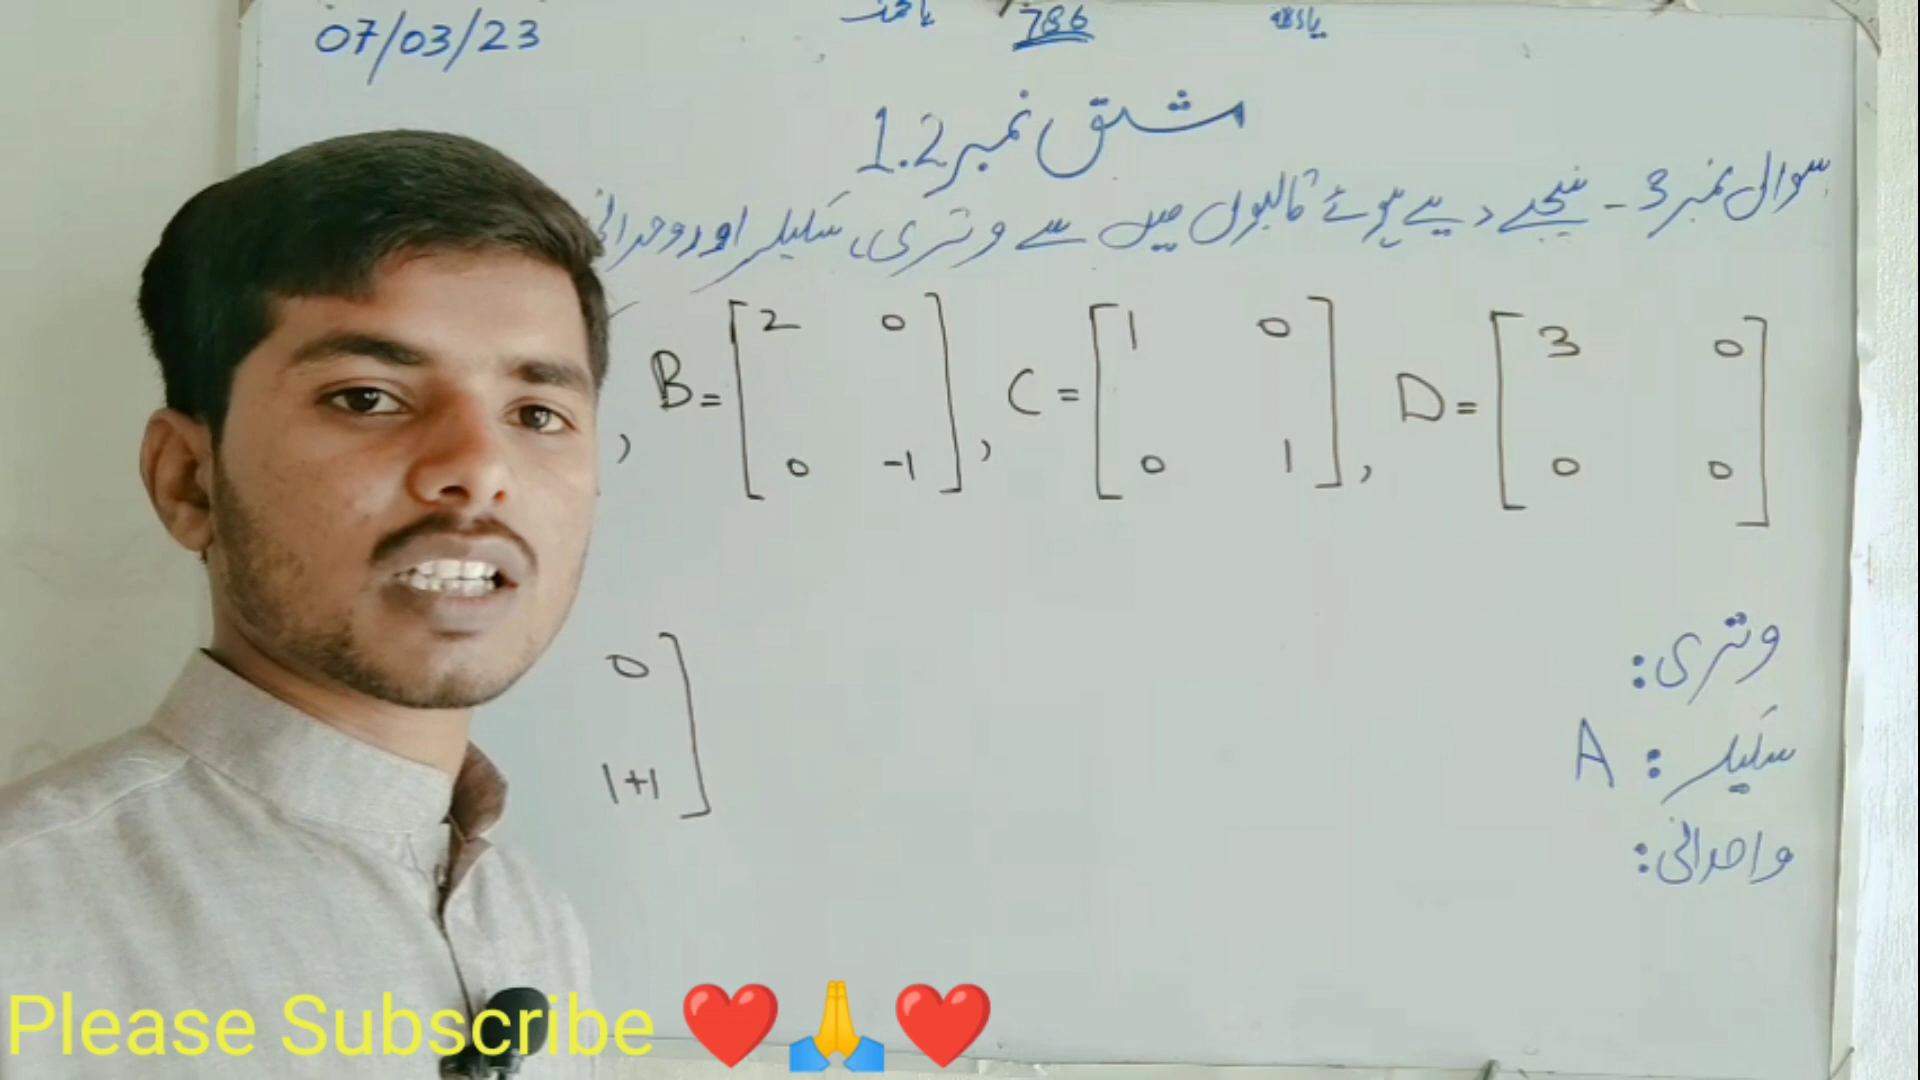 07/03/23
786
مشق نمبر 1.2
سوال نمبر 3 - نیچے دیے ہوئے قالبوں میں سے وتری، سکیلر اور وحدانی
, B = [ 2 0
0 -1 ] , C = [ 1 0
0 1 ] , D = [ 3 0
0 0 ]
0
1+1 ]
وتری:
سکیلر: A
واحدانی:
Please Subscribe ❤️🙏❤️